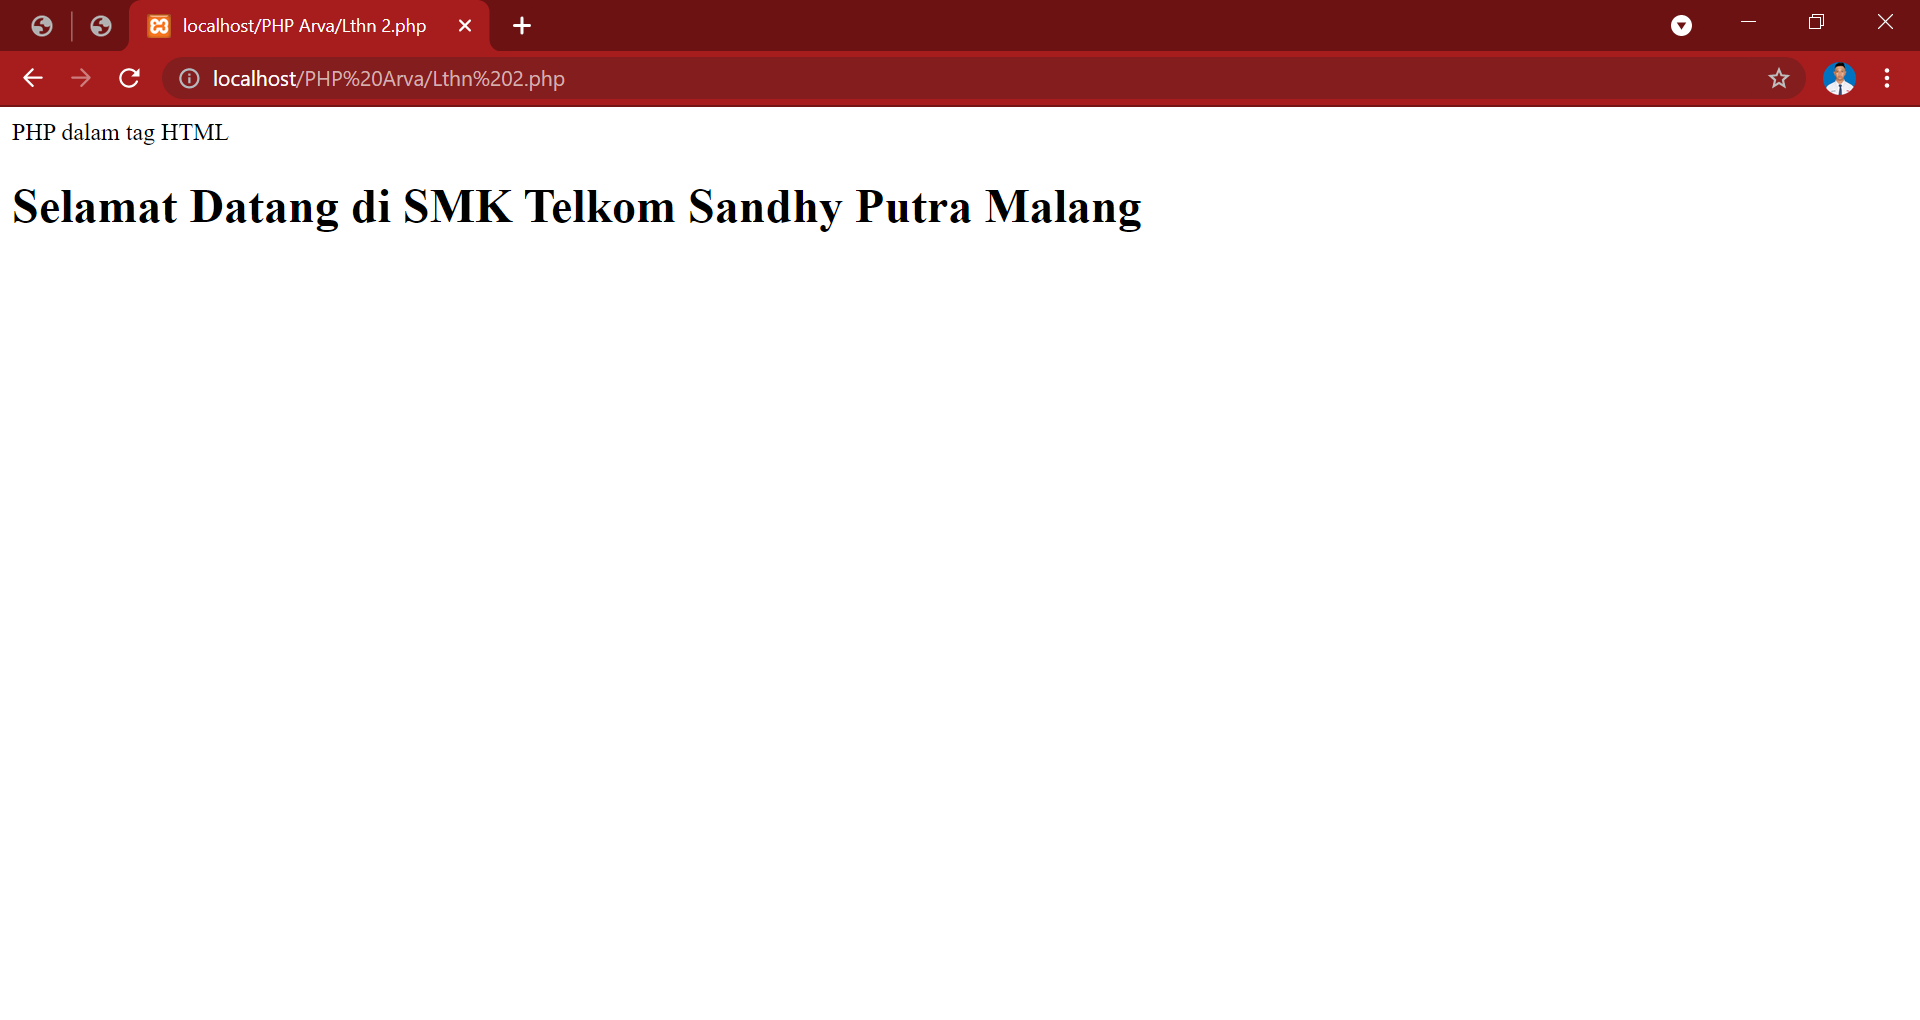 localhost/PHP Arva/Lthn 2.php
localhost/PHP%20Arva/Lthn%202.php
PHP dalam tag HTML
Selamat Datang di SMK Telkom Sandhy Putra Malang